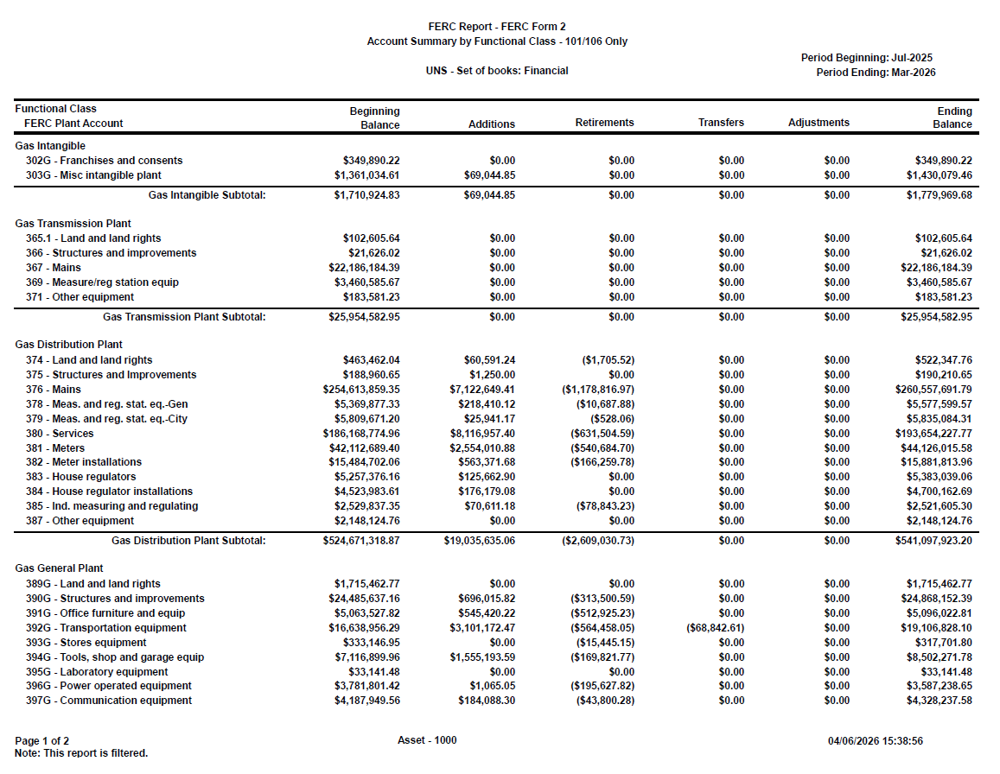 FERC Report - FERC Form 2
Account Summary by Functional Class - 101/106 Only
Period Beginning: Jul-2025
UNS - Set of books: Financial
Period Ending: Mar-2026
Functional Class
FERC Plant Account Beginning Balance Additions Retirements Transfers Adjustments Ending Balance
Gas Intangible
302G - Franchises and consents $349,890.22 $0.00 $0.00 $0.00 $0.00 $349,890.22
303G - Misc intangible plant $1,361,034.61 $69,044.85 $0.00 $0.00 $0.00 $1,430,079.46
Gas Intangible Subtotal: $1,710,924.83 $69,044.85 $0.00 $0.00 $0.00 $1,779,969.68
Gas Transmission Plant
365.1 - Land and land rights $102,605.64 $0.00 $0.00 $0.00 $0.00 $102,605.64
366 - Structures and improvements $21,626.02 $0.00 $0.00 $0.00 $0.00 $21,626.02
367 - Mains $22,186,184.39 $0.00 $0.00 $0.00 $0.00 $22,186,184.39
369 - Measure/reg station equip $3,460,585.67 $0.00 $0.00 $0.00 $0.00 $3,460,585.67
371 - Other equipment $183,581.23 $0.00 $0.00 $0.00 $0.00 $183,581.23
Gas Transmission Plant Subtotal: $25,954,582.95 $0.00 $0.00 $0.00 $0.00 $25,954,582.95
Gas Distribution Plant
374 - Land and land rights $463,462.04 $60,591.24 ($1,705.52) $0.00 $0.00 $522,347.76
375 - Structures and Improvements $188,960.65 $1,250.00 $0.00 $0.00 $0.00 $190,210.65
376 - Mains $254,613,859.35 $7,122,649.41 ($1,178,816.97) $0.00 $0.00 $260,557,691.79
378 - Meas. and reg. stat. eq.-Gen $5,369,877.33 $218,410.12 ($10,687.88) $0.00 $0.00 $5,577,599.57
379 - Meas. and reg. stat. eq.-City $5,809,671.20 $25,941.17 ($528.06) $0.00 $0.00 $5,835,084.31
380 - Services $186,168,774.96 $8,116,957.40 ($631,504.59) $0.00 $0.00 $193,654,227.77
381 - Meters $42,112,689.40 $2,554,010.88 ($540,684.70) $0.00 $0.00 $44,126,015.58
382 - Meter installations $15,484,702.06 $563,371.68 ($166,259.78) $0.00 $0.00 $15,881,813.96
383 - House regulators $5,257,376.16 $125,662.90 $0.00 $0.00 $0.00 $5,383,039.06
384 - House regulator installations $4,523,983.61 $176,179.08 $0.00 $0.00 $0.00 $4,700,162.69
385 - Ind. measuring and regulating $2,529,837.35 $70,611.18 ($78,843.23) $0.00 $0.00 $2,521,605.30
387 - Other equipment $2,148,124.76 $0.00 $0.00 $0.00 $0.00 $2,148,124.76
Gas Distribution Plant Subtotal: $524,671,318.87 $19,035,635.06 ($2,609,030.73) $0.00 $0.00 $541,097,923.20
Gas General Plant
389G - Land and land rights $1,715,462.77 $0.00 $0.00 $0.00 $0.00 $1,715,462.77
390G - Structures and improvements $24,485,637.16 $696,015.82 ($313,500.59) $0.00 $0.00 $24,868,152.39
391G - Office furniture and equip $5,063,527.82 $545,420.22 ($512,925.23) $0.00 $0.00 $5,096,022.81
392G - Transportation equipment $16,638,956.29 $3,101,172.47 ($564,458.05) ($68,842.61) $0.00 $19,106,828.10
393G - Stores equipment $333,146.95 $0.00 ($15,445.15) $0.00 $0.00 $317,701.80
394G - Tools, shop and garage equip $7,116,899.96 $1,555,193.59 ($169,821.77) $0.00 $0.00 $8,502,271.78
395G - Laboratory equipment $33,141.48 $0.00 $0.00 $0.00 $0.00 $33,141.48
396G - Power operated equipment $3,781,801.42 $1,065.05 ($195,627.82) $0.00 $0.00 $3,587,238.65
397G - Communication equipment $4,187,949.56 $184,088.30 ($43,800.28) $0.00 $0.00 $4,328,237.58
Page 1 of 2 Asset - 1000 04/06/2026 15:38:56
Note: This report is filtered.